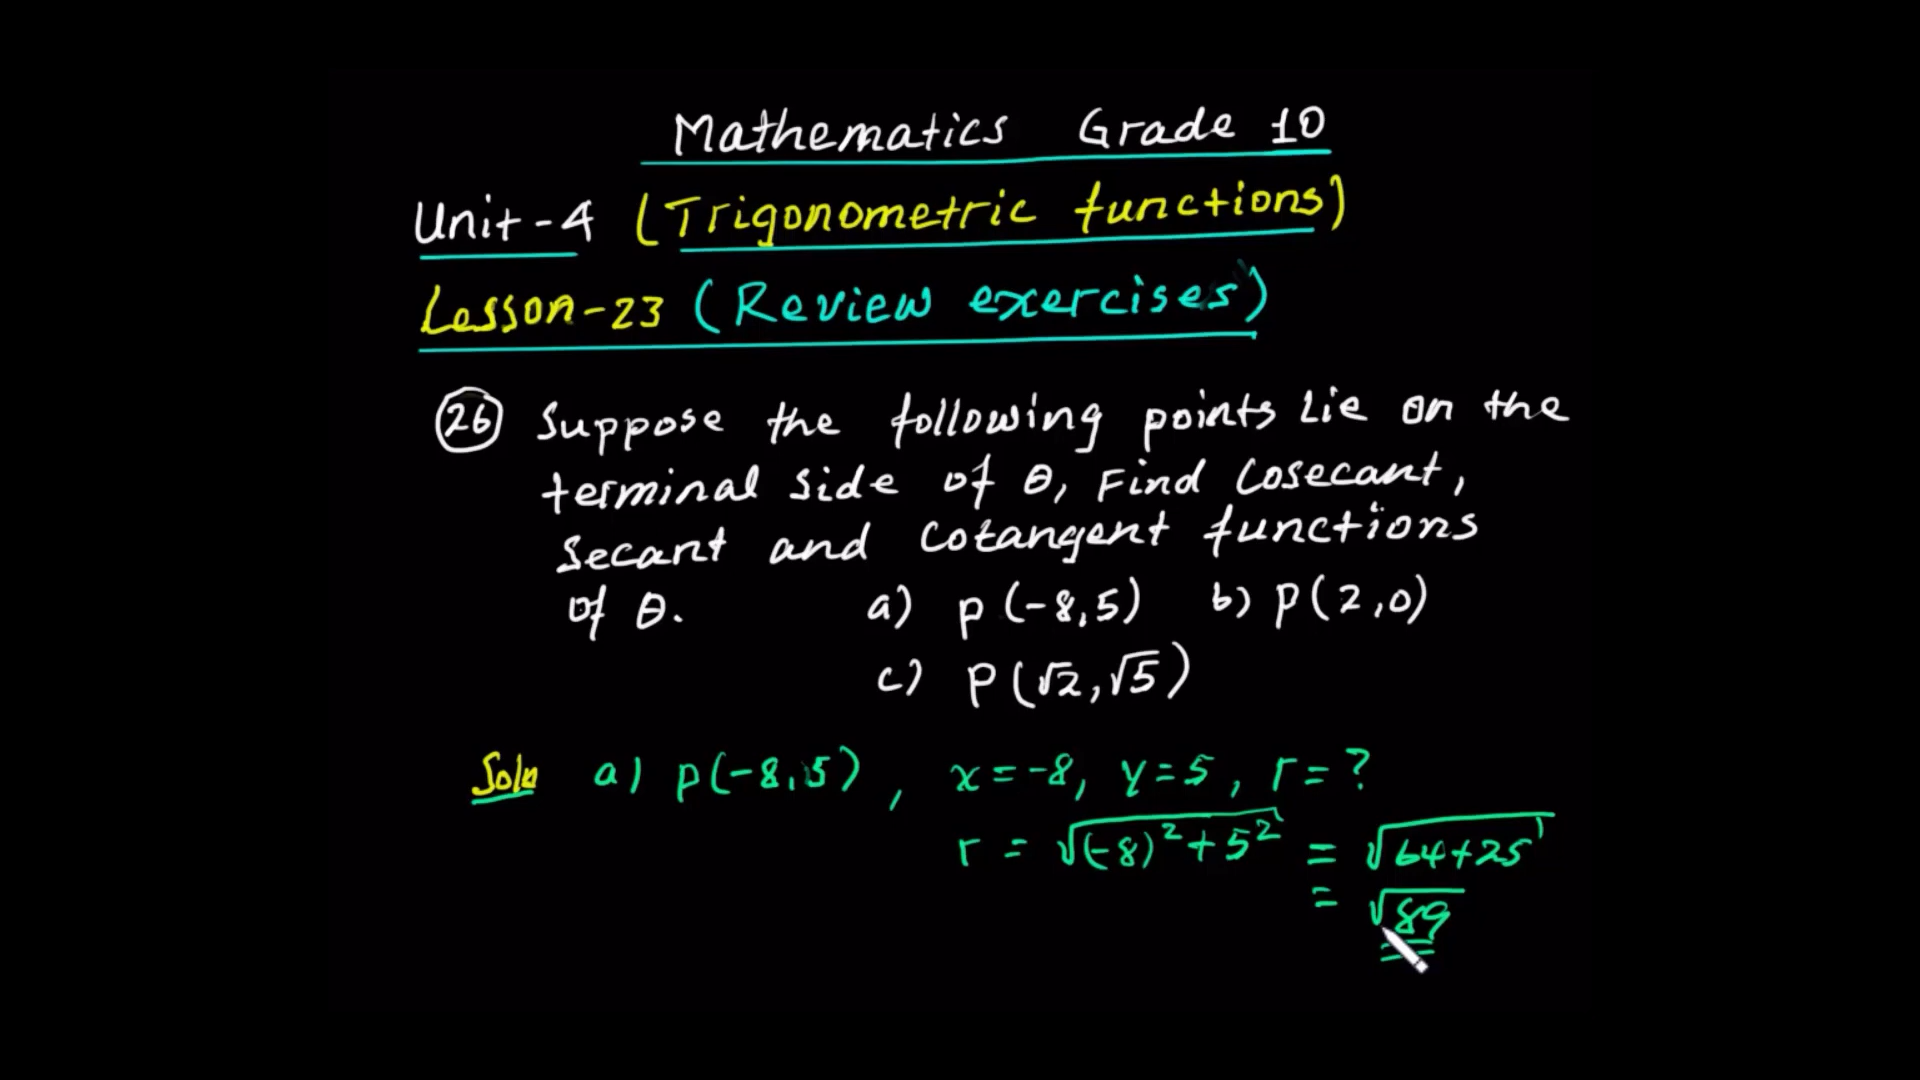 Mathematics Grade 10
Unit-4 (Trigonometric functions)
Lesson-23 (Review exercises)
26 Suppose the following points Lie on the
terminal side of θ, Find Cosecant,
Secant and Cotangent functions
of θ. a) p(-8,5) b) p(2,0)
c) p(√2,√5)
Soln a) p(-8,5), x=-8, y=5, r=?
r = √(-8)²+5² = √64+25
= √89